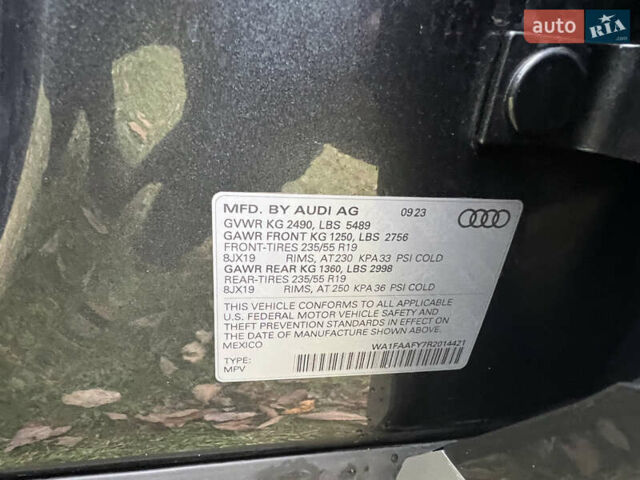 auto RIA
.com
MFD. BY AUDI AG 09 23
GVWR KG 2490, LBS 5489
GAWR FRONT KG 1250, LBS 2756
FRONT-TIRES 235/55 R19
8JX19 RIMS, AT 230 KPA 33 PSI COLD
GAWR REAR KG 1360, LBS 2998
REAR-TIRES 235/55 R19
8JX19 RIMS, AT 250 KPA 36 PSI COLD
THIS VEHICLE CONFORMS TO ALL APPLICABLE
U.S. FEDERAL MOTOR VEHICLE SAFETY AND
THEFT PREVENTION STANDARDS IN EFFECT ON
THE DATE OF MANUFACTURE SHOWN ABOVE.
MEXICO WA1FAAFY7R2014421
TYPE:
MPV